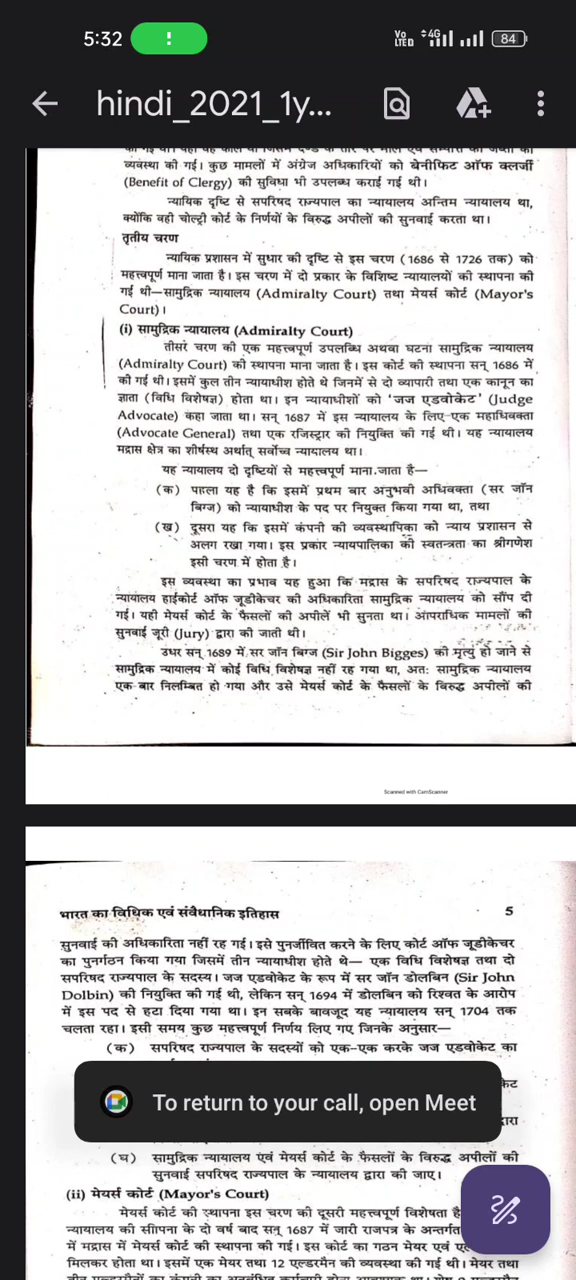 5:32
Vo LTED 4G 84
hindi_2021_1y...
व्यवस्था की गई। कुछ मामलों में अंग्रेज अधिकारियों को बेनीफिट ऑफ क्लर्जी
(Benefit of Clergy) की सुविधा भी उपलब्ध कराई गई थी।
न्यायिक दृष्टि से सपरिषद राज्यपाल का न्यायालय अन्तिम न्यायालय था,
क्योंकि वही चोल्ट्री कोर्ट के निर्णयों के विरुद्ध अपीलों की सुनवाई करता था।
तृतीय चरण
न्यायिक प्रशासन में सुधार की दृष्टि से इस चरण (1686 से 1726 तक) को
महत्त्वपूर्ण माना जाता है। इस चरण में दो प्रकार के विशिष्ट न्यायालयों की स्थापना की
गई थी—सामुद्रिक न्यायालय (Admiralty Court) तथा मेयर्स कोर्ट (Mayor's
Court)।
(i) सामुद्रिक न्यायालय (Admiralty Court)
तीसरे चरण की एक महत्त्वपूर्ण उपलब्धि अथवा घटना सामुद्रिक न्यायालय
(Admiralty Court) की स्थापना माना जाता है। इस कोर्ट की स्थापना सन् 1686 में
की गई थी। इसमें कुल तीन न्यायाधीश होते थे जिनमें से दो व्यापारी तथा एक कानून का
ज्ञाता (विधि विशेषज्ञ) होता था। इन न्यायाधीशों को 'जज एडवोकेट' (Judge
Advocate) कहा जाता था। सन् 1687 में इस न्यायालय के लिए एक महाधिवक्ता
(Advocate General) तथा एक रजिस्ट्रार की नियुक्ति की गई थी। यह न्यायालय
मद्रास क्षेत्र का शीर्षस्थ अर्थात् सर्वोच्च न्यायालय था।
यह न्यायालय दो दृष्टियों से महत्त्वपूर्ण माना जाता है—
(क) पहला यह है कि इसमें प्रथम बार अनुभवी अधिवक्ता (सर जॉन
बिग्ज) को न्यायाधीश के पद पर नियुक्त किया गया था, तथा
(ख) दूसरा यह कि इसमें कंपनी की व्यवस्थापिका को न्याय प्रशासन से
अलग रखा गया। इस प्रकार न्यायपालिका की स्वतन्त्रता का श्रीगणेश
इसी चरण में होता है।
इस व्यवस्था का प्रभाव यह हुआ कि मद्रास के सपरिषद राज्यपाल के
न्यायालय हाईकोर्ट ऑफ जूडीकेचर की अधिकारिता सामुद्रिक न्यायालय को सौंप दी
गई। यही मेयर्स कोर्ट के फैसलों की अपीलें भी सुनता था। आपराधिक मामलों की
सुनवाई जूरी (Jury) द्वारा की जाती थी।
उधर सन् 1689 में सर जॉन बिग्ज (Sir John Bigges) की मृत्यु हो जाने से
सामुद्रिक न्यायालय में कोई विधि विशेषज्ञ नहीं रह गया था, अतः सामुद्रिक न्यायालय
एक बार निलम्बित हो गया और उसे मेयर्स कोर्ट के फैसलों के विरुद्ध अपीलों की
Scanned with CamScanner
भारत का विधिक एवं संवैधानिक इतिहास 5
सुनवाई की अधिकारिता नहीं रह गई। इसे पुनर्जीवित करने के लिए कोर्ट ऑफ जूडीकेचर
का पुनर्गठन किया गया जिसमें तीन न्यायाधीश होते थे— एक विधि विशेषज्ञ तथा दो
सपरिषद राज्यपाल के सदस्य। जज एडवोकेट के रूप में सर जॉन डोलबिन (Sir John
Dolbin) की नियुक्ति की गई थी, लेकिन सन् 1694 में डोलबिन को रिश्वत के आरोप
में इस पद से हटा दिया गया था। इन सबके बावजूद यह न्यायालय सन् 1704 तक
चलता रहा। इसी समय कुछ महत्त्वपूर्ण निर्णय लिए गए जिनके अनुसार—
(क) सपरिषद राज्यपाल के सदस्यों को एक-एक करके जज एडवोकेट का
To return to your call, open Meet
(घ) सामुद्रिक न्यायालय एवं मेयर्स कोर्ट के फैसलों के विरुद्ध अपीलों की
सुनवाई सपरिषद राज्यपाल के न्यायालय द्वारा की जाए।
(ii) मेयर्स कोर्ट (Mayor's Court)
मेयर्स कोर्ट की स्थापना इस चरण की दूसरी महत्त्वपूर्ण विशेषता है
न्यायालय की स्थापना के दो वर्ष बाद सन् 1687 में जारी राजपत्र के अन्तर्गत
में मद्रास में मेयर्स कोर्ट की स्थापना की गई। इस कोर्ट का गठन मेयर एवं
मिलकर होता था। इसमें एक मेयर तथा 12 एल्डरमैन की व्यवस्था की गई थी। मेयर तथा